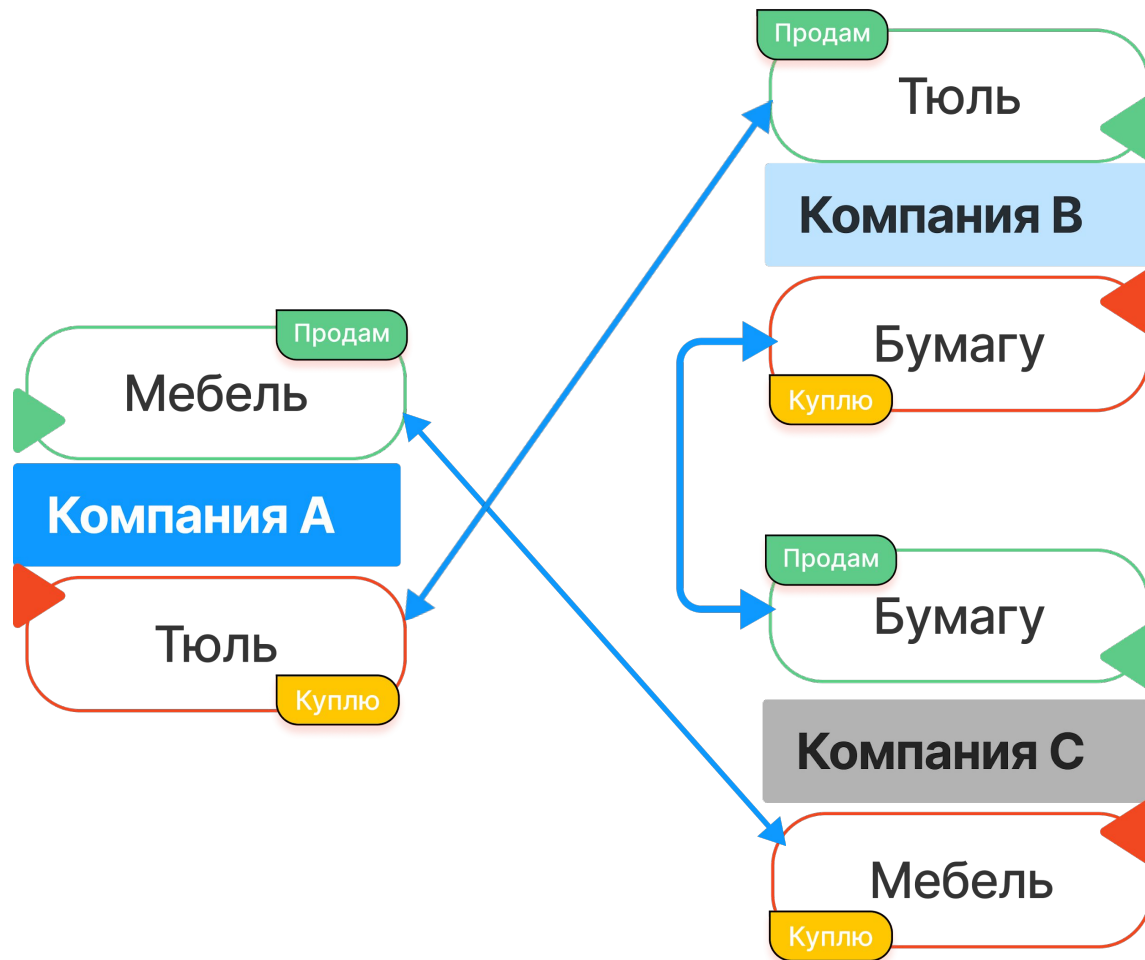 Продам
Мебель
Компания A
Тюль
Куплю
Продам
Тюль
Компания B
Бумагу
Куплю
Продам
Бумагу
Компания C
Мебель
Куплю